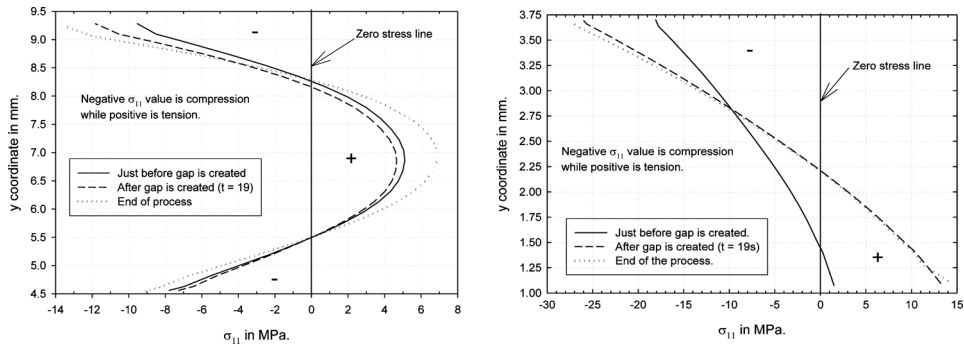 9.5
9.0
8.5
8.0
7.5
7.0
6.5
6.0
5.5
5.0
4.5
y coordinate in mm.
-14 -12 -10 -8 -6 -4 -2 0 2 4 6 8
σ11 in MPa.
-
Zero stress line
Negative σ11 value is compression
while positive is tension.
+
Just before gap is created
After gap is created (t = 19)
End of process
-
3.75
3.50
3.25
3.00
2.75
2.50
2.25
2.00
1.75
1.50
1.25
1.00
y coordinate in mm.
-30 -25 -20 -15 -10 -5 0 5 10 15
σ11 in MPa.
-
Zero stress line
Negative σ11 value is compression
while positive is tension.
Just before gap is created.
After gap is created (t = 19s)
End of the process.
+